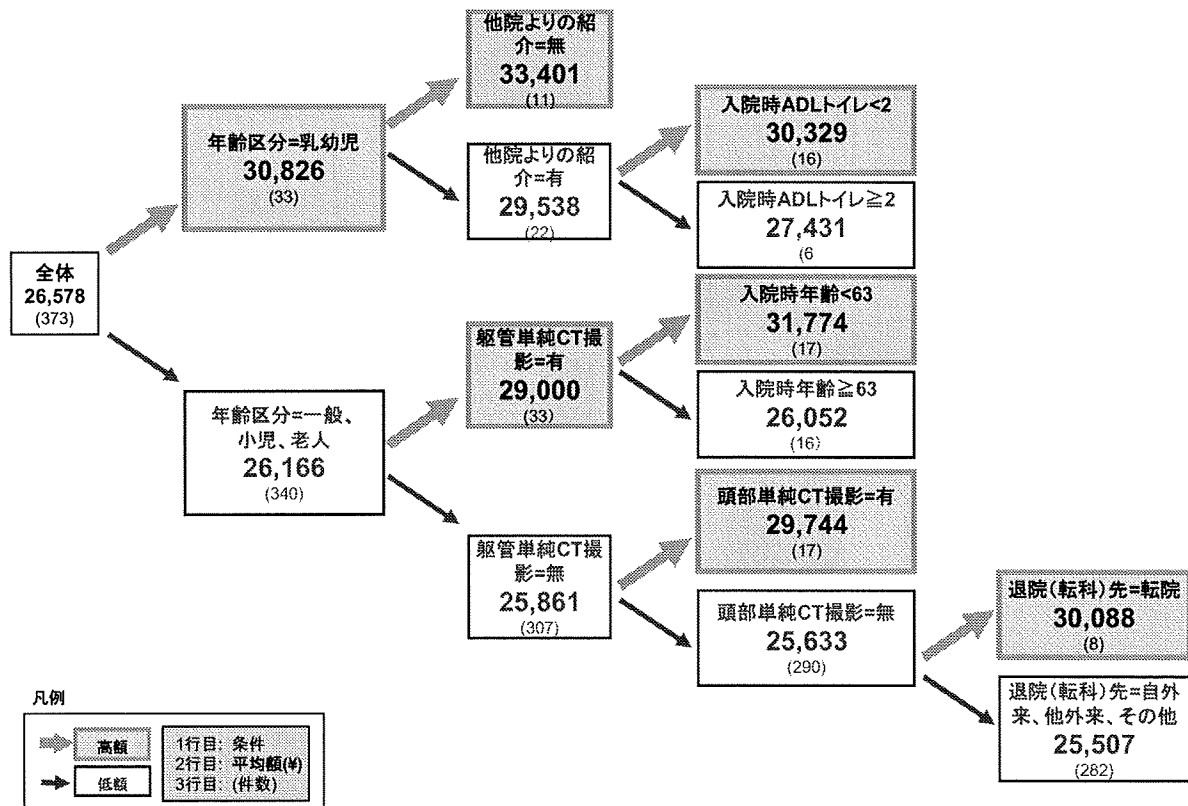 他院よりの紹
介=無
33,401
(11)
年齢区分=乳幼児
30,826
(33)
他院よりの紹
介=有
29,538
(22)
入院時ADLトイレ<2
30,329
(16)
入院時ADLトイレ≧2
27,431
(6
全体
26,578
(373)
入院時年齢<63
31,774
(17)
躯管単純CT撮
影=有
29,000
(33)
入院時年齢≧63
26,052
(16)
年齢区分=一般、
小児、老人
26,166
(340)
頭部単純CT撮影=有
29,744
(17)
躯管単純CT撮
影=無
25,861
(307)
頭部単純CT撮影=無
25,633
(290)
退院(転科)先=転院
30,088
(8)
退院(転科)先=自外
来、他外来、その他
25,507
(282)
凡例
高額
低額
1行目: 条件
2行目: 平均額(¥)
3行目: (件数)